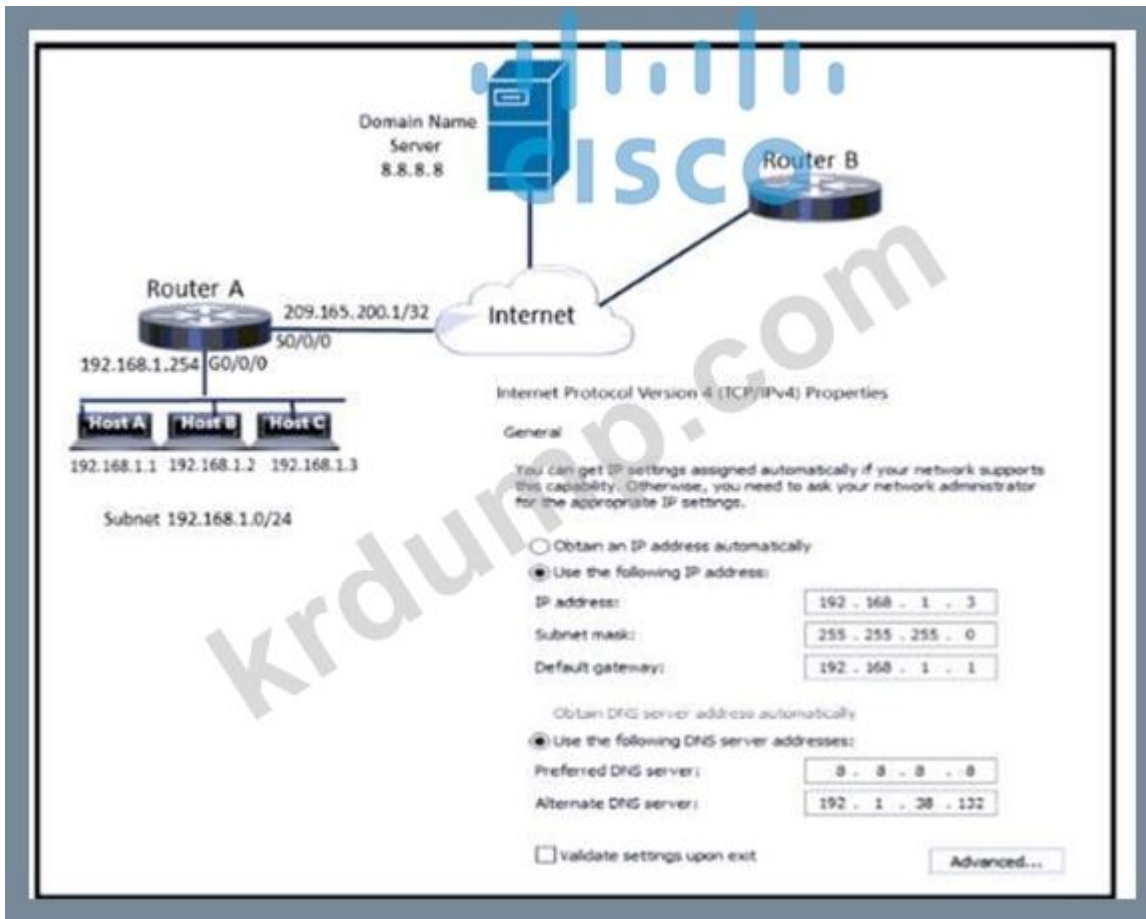 CISCO
Domain Name
Server
8.8.8.8
Router B
Router A
209.165.200.1/32
Internet
S0/0/0
192.168.1.254 G0/0/0
Host A Host B Host C
192.168.1.1 192.168.1.2 192.168.1.3
Subnet 192.168.1.0/24
Internet Protocol Version 4 (TCP/IPv4) Properties
General
You can get IP settings assigned automatically if your network supports
this capability. Otherwise, you need to ask your network administrator
for the appropriate IP settings.
Obtain an IP address automatically
Use the following IP address:
IP address: 192 . 168 . 1 . 3
Subnet mask: 255 . 255 . 255 . 0
Default gateway: 192 . 168 . 1 . 1
Obtain DNS server address automatically
Use the following DNS server addresses:
Preferred DNS server: 8 . 8 . 8 . 8
Alternate DNS server: 192 . 1 . 38 . 132
Validate settings upon exit
Advanced...
krdump.com